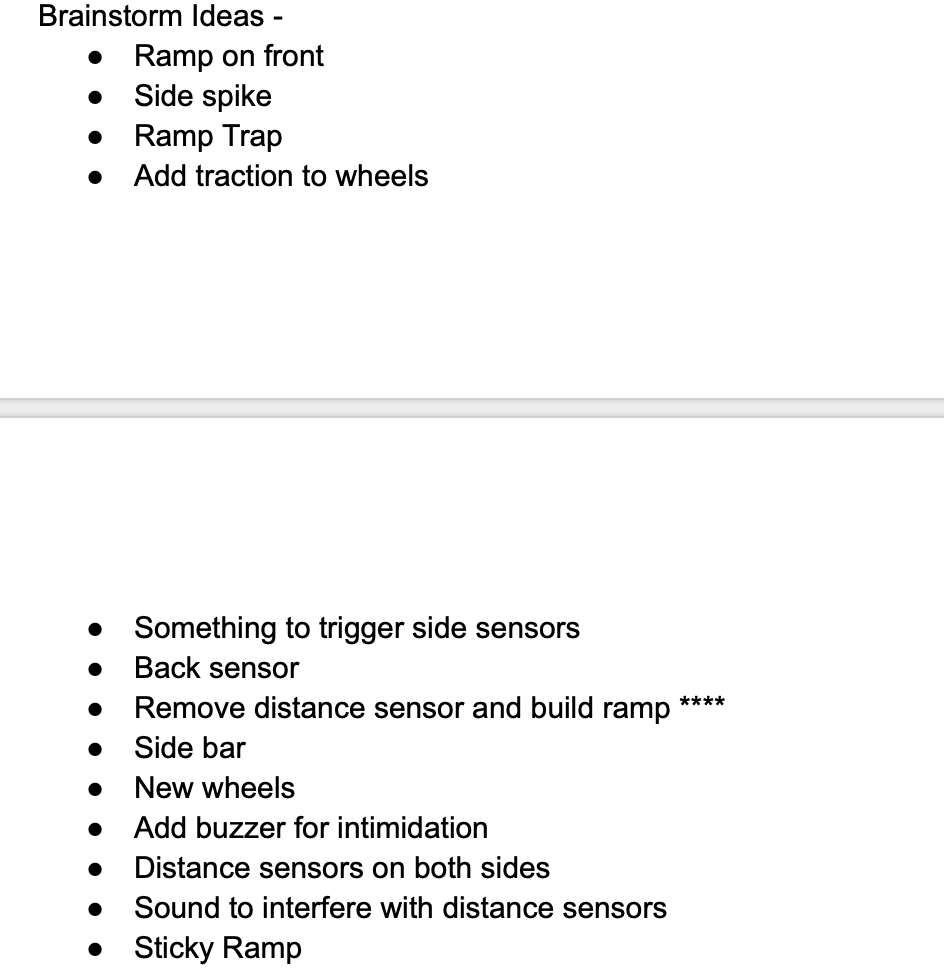 Brainstorm Ideas -
● Ramp on front
● Side spike
● Ramp Trap
● Add traction to wheels
● Something to trigger side sensors
● Back sensor
● Remove distance sensor and build ramp ****
● Side bar
● New wheels
● Add buzzer for intimidation
● Distance sensors on both sides
● Sound to interfere with distance sensors
● Sticky Ramp